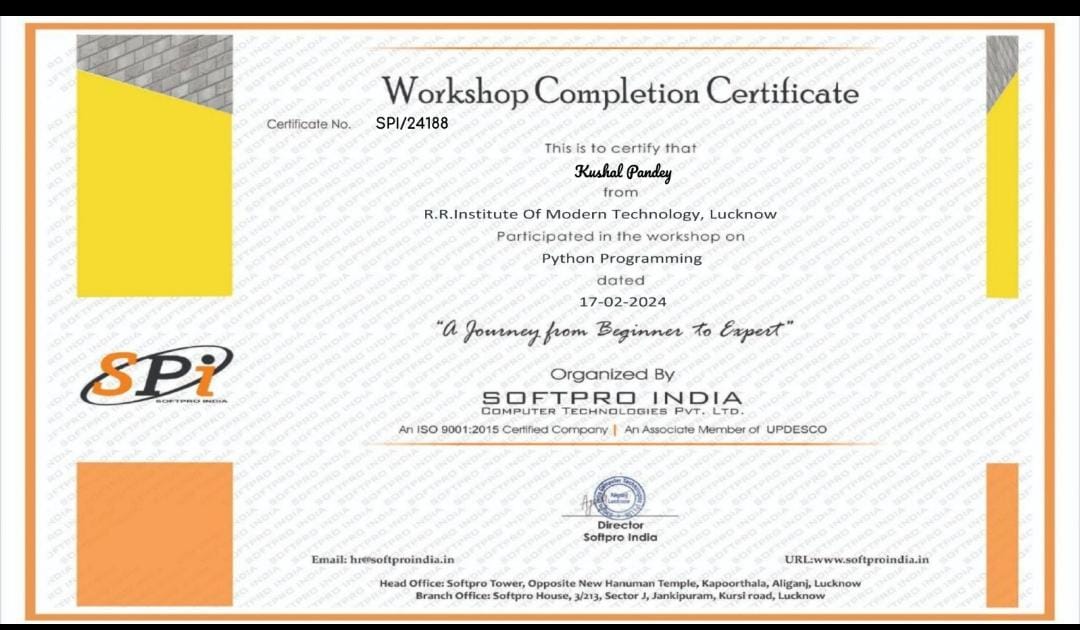 Workshop Completion Certificate
Certificate No. SPI/24188
This is to certify that
Kushal Pandey
from
R.R.Institute Of Modern Technology, Lucknow
Participated in the workshop on
Python Programming
dated
17-02-2024
"A Journey from Beginner to Expert"
SPi
SOFTPRO INDIA
Organized By
SOFTPRO INDIA
COMPUTER TECHNOLOGIES PVT. LTD.
An ISO 9001:2015 Certified Company | An Associate Member of UPDESCO
Lucknow
Director
Softpro India
Email: hr@softproindia.in URL:www.softproindia.in
Head Office: Softpro Tower, Opposite New Hanuman Temple, Kapoorthala, Aliganj, Lucknow
Branch Office: Softpro House, 3/213, Sector J, Jankipuram, Kursi road, Lucknow